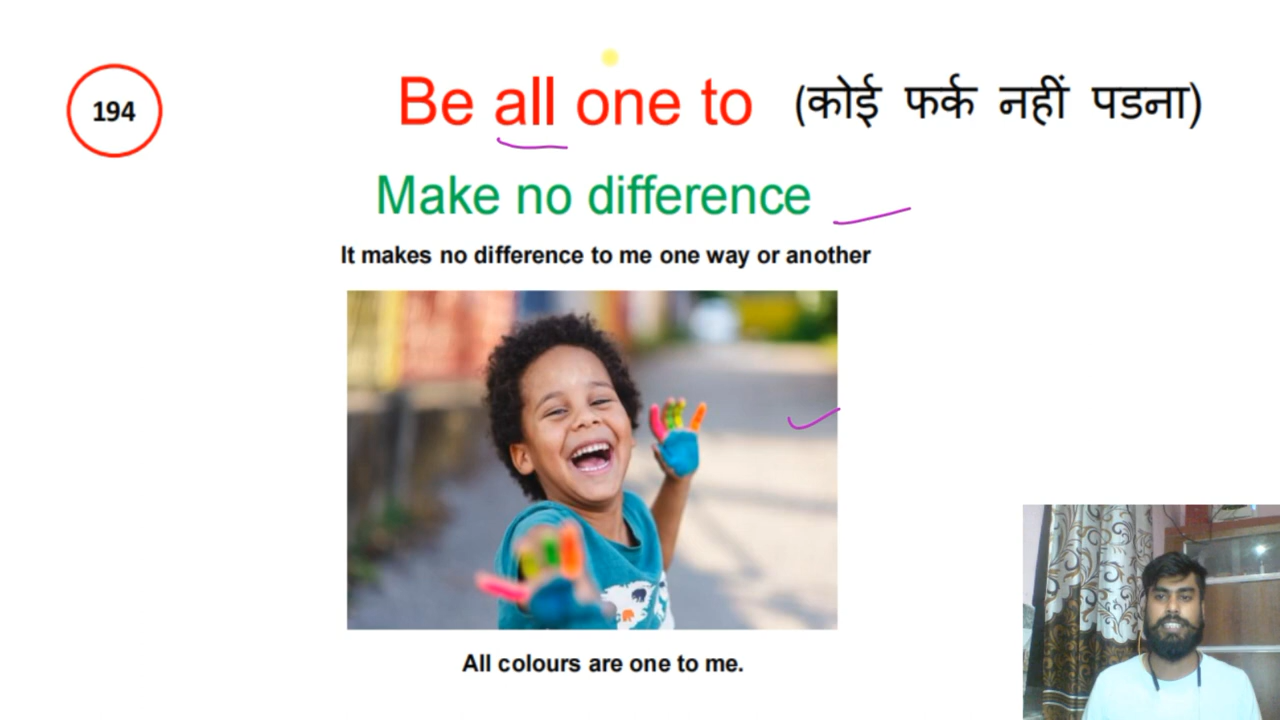 194
Be all one to (कोई फर्क नहीं पडना)
Make no difference
It makes no difference to me one way or another
All colours are one to me.